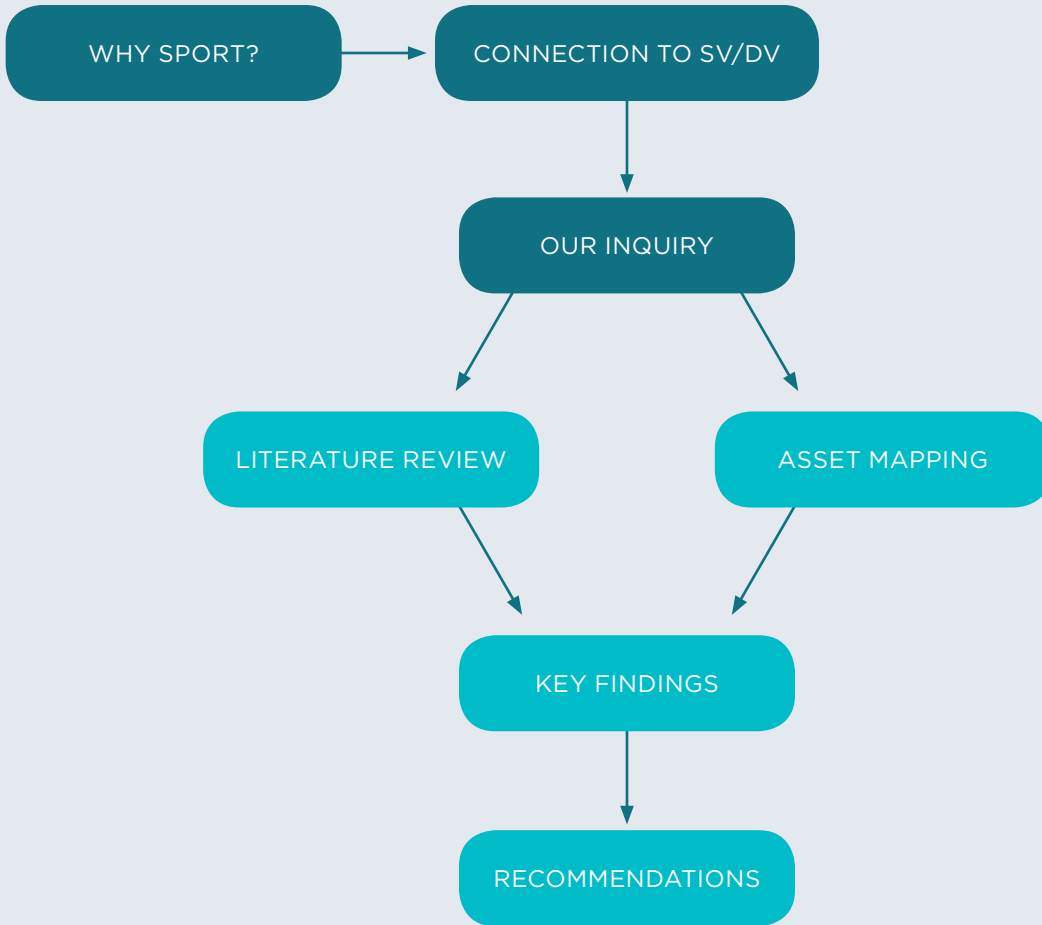 WHY SPORT?
CONNECTION TO SV/DV
OUR INQUIRY
LITERATURE REVIEW
ASSET MAPPING
KEY FINDINGS
RECOMMENDATIONS